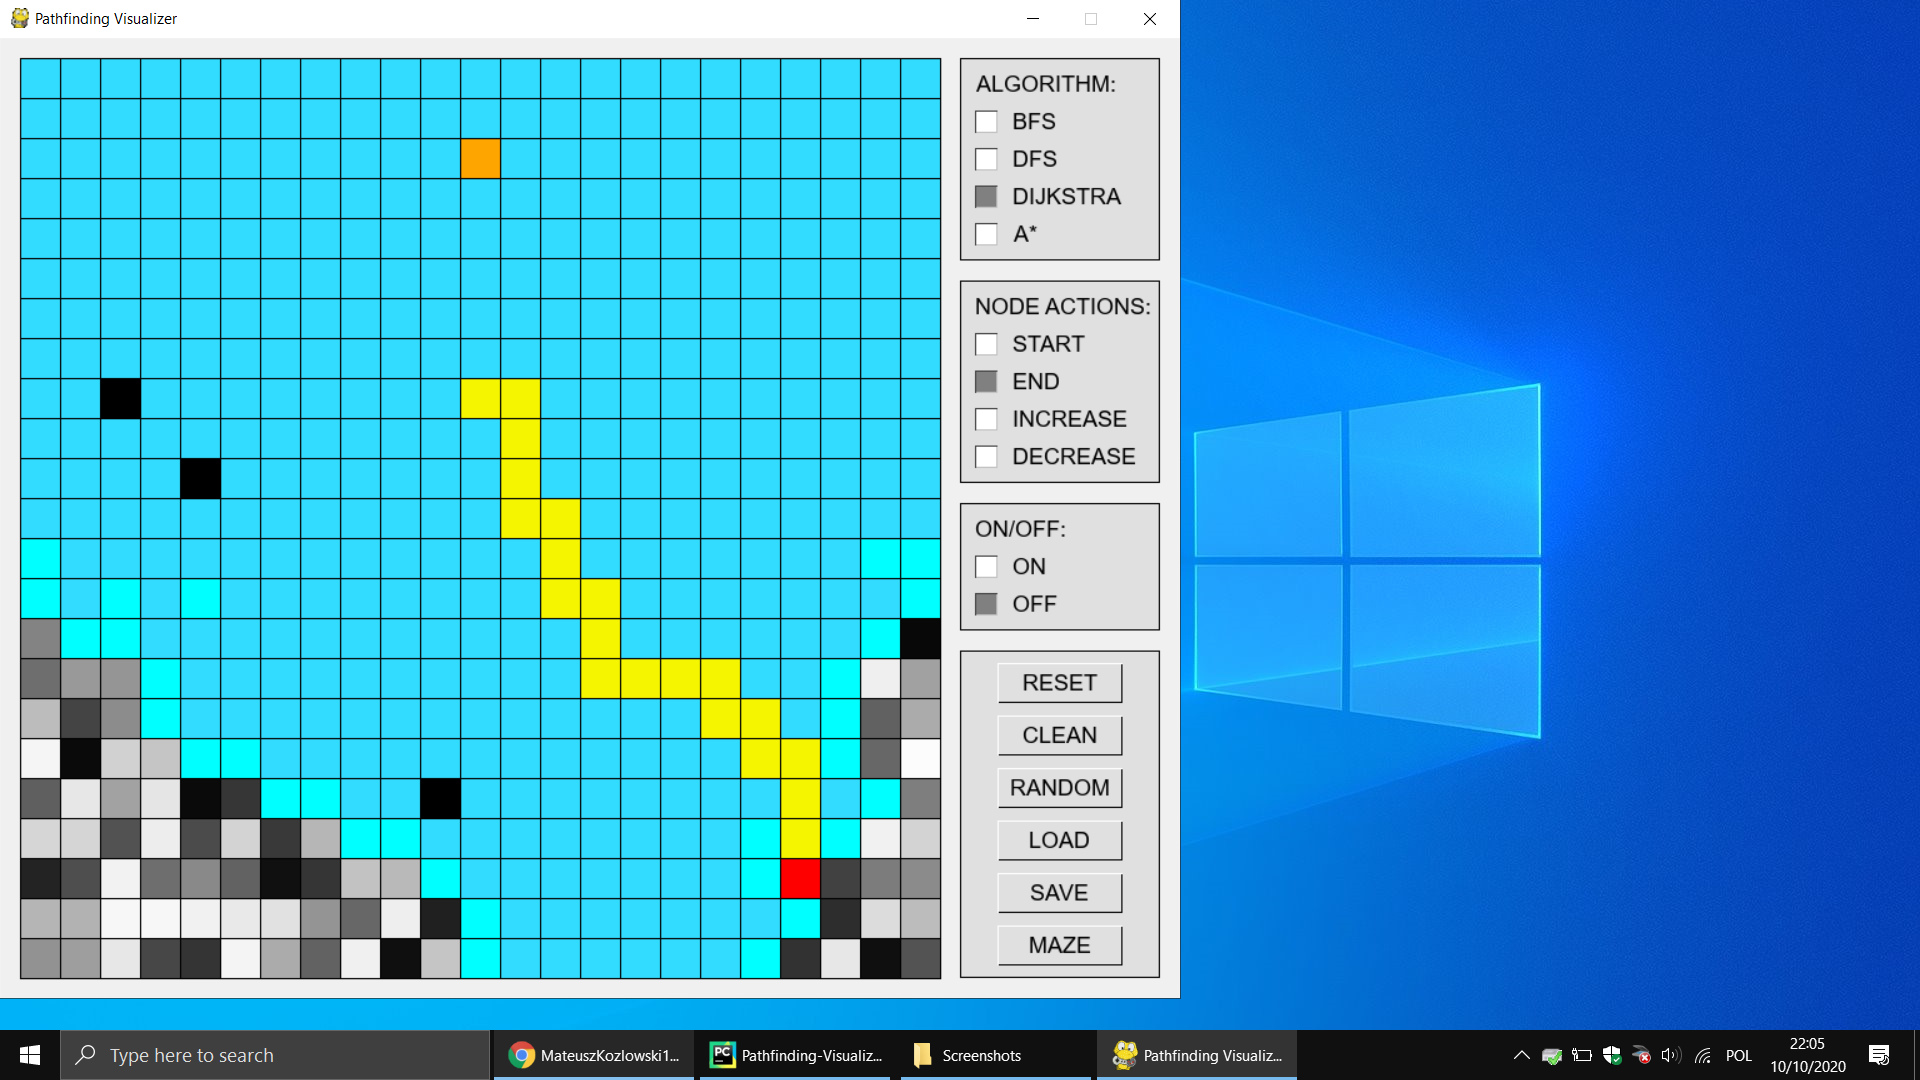 Pathfinding Visualizer
ALGORITHM:
BFS
DFS
DIJKSTRA
A*
NODE ACTIONS:
START
END
INCREASE
DECREASE
ON/OFF:
ON
OFF
RESET
CLEAN
RANDOM
LOAD
SAVE
MAZE
Type here to search
MateuszKozlowski1...
PC
Pathfinding-Visualiz...
Screenshots
Pathfinding Visualiz...
POL
22:05
10/10/2020